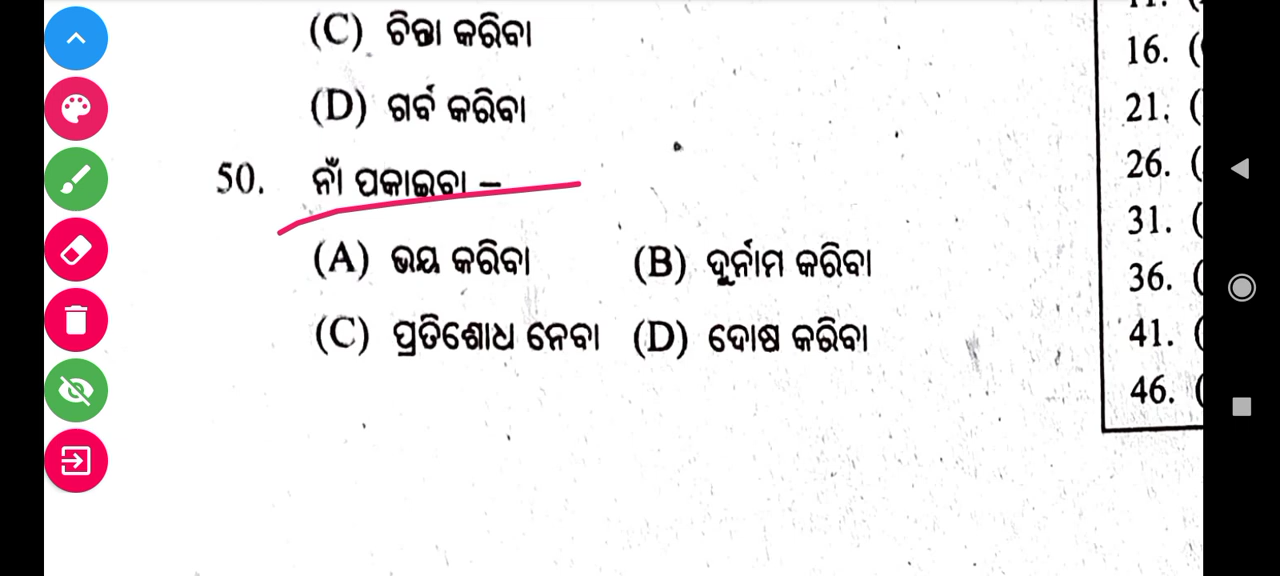 (C) ଚିନ୍ତା କରିବା
(D) ଗର୍ବ କରିବା
50. ନାଁ ପକାଇବା –
(A) ଭୟ କରିବା (B) ଦୁର୍ନାମ କରିବା
(C) ପ୍ରତିଶୋଧ ନେବା (D) ଦୋଷ କରିବା
16. (
21. (
26. (
31. (
36. (
41. (
46. (